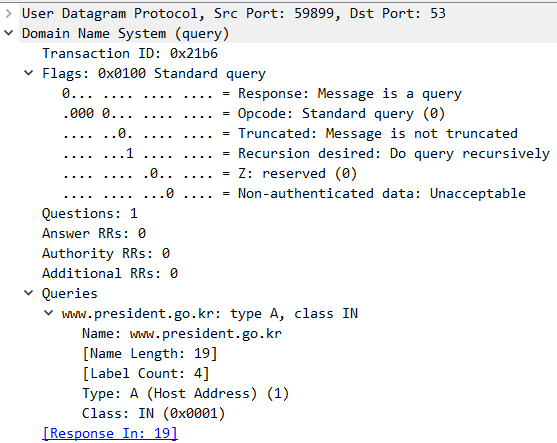 User Datagram Protocol, Src Port: 59899, Dst Port: 53
Domain Name System (query)
Transaction ID: 0x21b6
Flags: 0x0100 Standard query
0... .... .... .... = Response: Message is a query
.000 0... .... .... = Opcode: Standard query (0)
.... ..0. .... .... = Truncated: Message is not truncated
.... ...1 .... .... = Recursion desired: Do query recursively
.... .... .0.. .... = Z: reserved (0)
.... .... ...0 .... = Non-authenticated data: Unacceptable
Questions: 1
Answer RRs: 0
Authority RRs: 0
Additional RRs: 0
Queries
www.president.go.kr: type A, class IN
Name: www.president.go.kr
[Name Length: 19]
[Label Count: 4]
Type: A (Host Address) (1)
Class: IN (0x0001)
[Response In: 19]